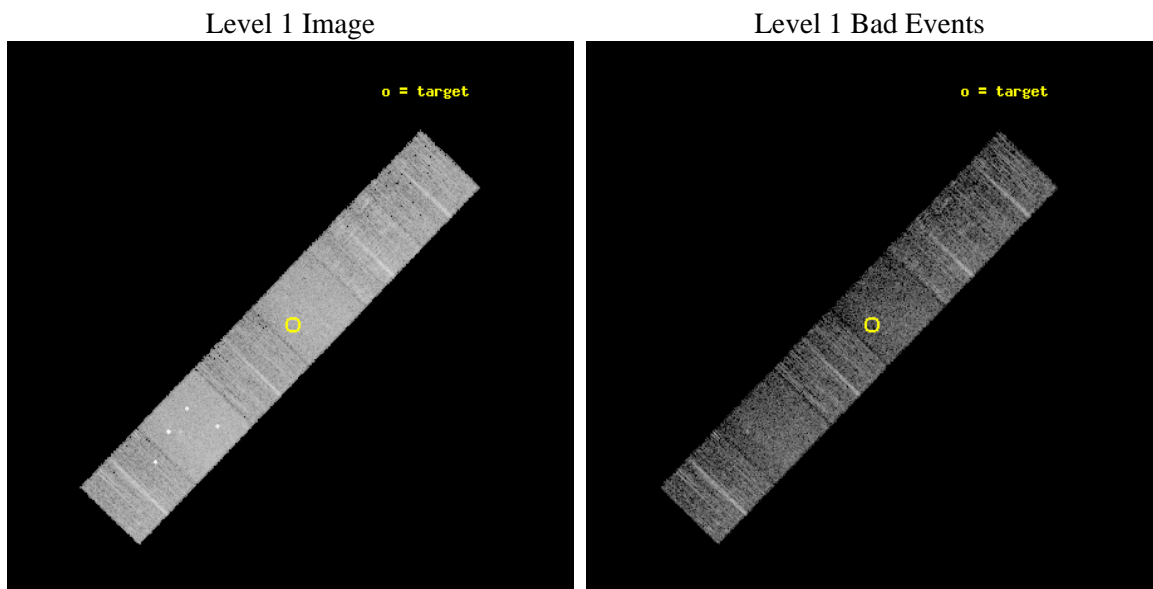 Level 1 Image
Level 1 Bad Events
o = target
o = target